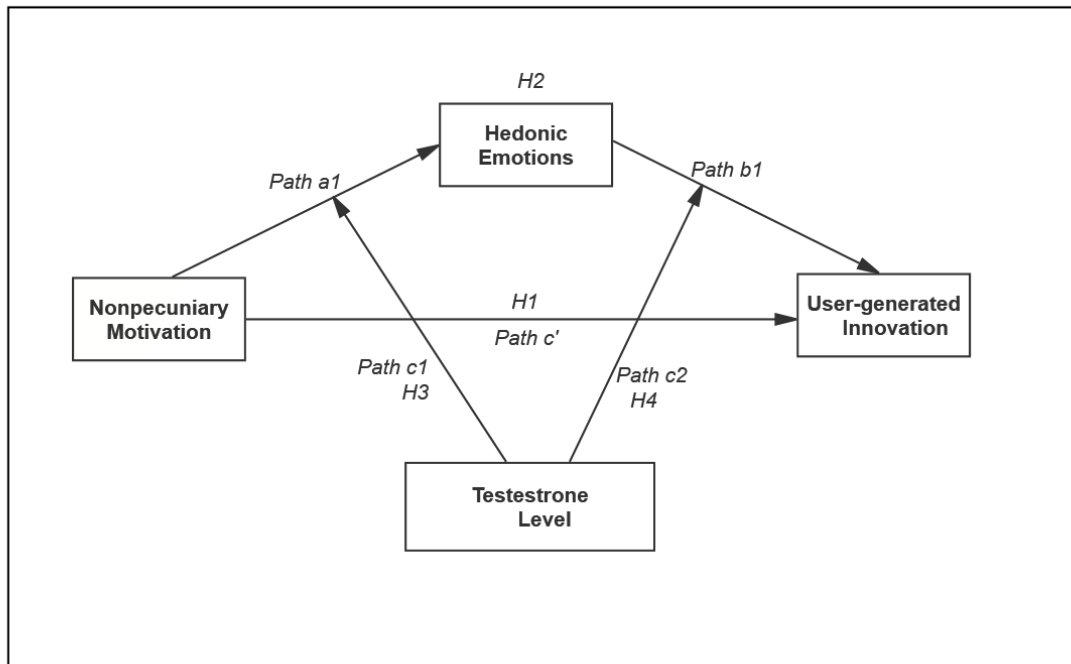 H2
Hedonic
Emotions
Path a1
Path b1
Nonpecuniary
Motivation
H1
Path c'
User-generated
Innovation
Path c1
H3
Path c2
H4
Testestrone
Level